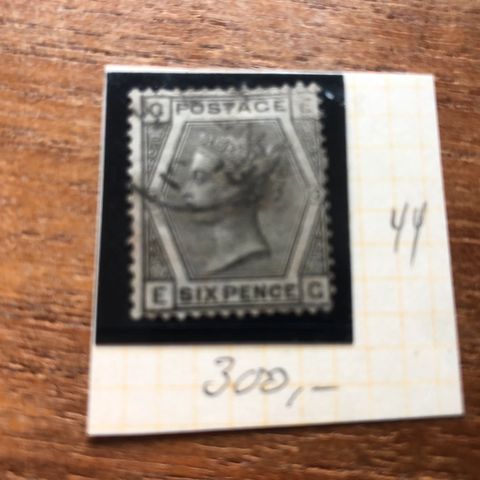 G POSTAGE E
E SIX PENCE G
44
300,-